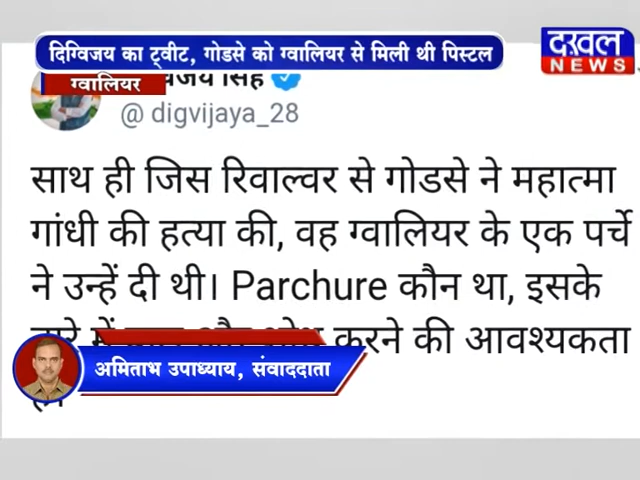 दिग्विजय का ट्वीट, गोडसे को ग्वालियर से मिली थी पिस्टल
दख़ल
NEWS
ग्वालियर
सिंह
@ digvijaya_28
साथ ही जिस रिवाल्वर से गोडसे ने महात्मा
गांधी की हत्या की, वह ग्वालियर के एक पर्चे
ने उन्हें दी थी। Parchure कौन था, इसके
करने की आवश्यकता
अमिताभ उपाध्याय, संवाददाता